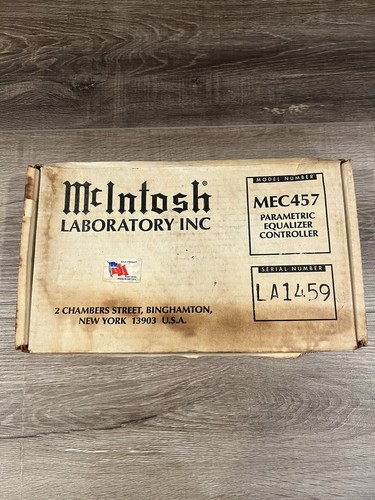 McIntosh®
LABORATORY INC
2 CHAMBERS STREET, BINGHAMTON,
NEW YORK 13903 U.S.A.
MODEL NUMBER
MEC457
PARAMETRIC
EQUALIZER
CONTROLLER
SERIAL NUMBER
LA1459